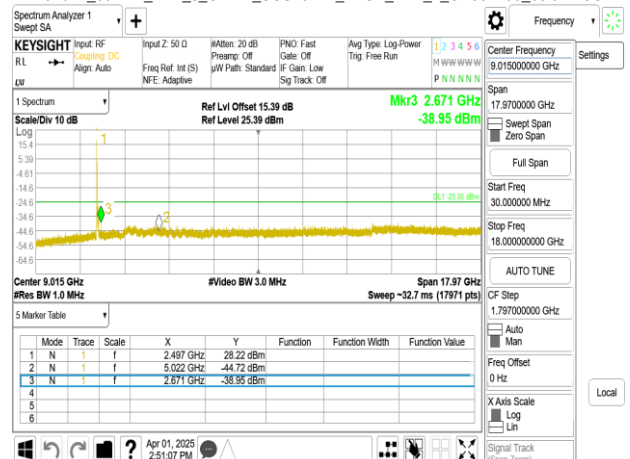 Spectrum Analyzer 1
Swept SA
Frequency
KEYSIGHT
RL
Input: RF
Coupling: DC
Align: Auto
Input Z: 50 Ω
Freq Ref: Int (S)
NFE: Adaptive
#Atten: 20 dB
Preamp: Off
µW Path: Standard
PNO: Fast
Gate: Off
IF Gain: Low
Sig Track: Off
Avg Type: Log-Power
Trig: Free Run
1 2 3 4 5 6
M W W W W W
P N N N N N
LXI
Center Frequency
9.015000000 GHz
Settings
Span
17.9700000 GHz
Swept Span
Zero Span
Full Span
Start Freq
30.000000 MHz
Stop Freq
18.000000000 GHz
AUTO TUNE
CF Step
1.797000000 GHz
Auto
Man
Freq Offset
0 Hz
X Axis Scale
Log
Lin
Signal Track
(Span Zoom)
Local
1 Spectrum
Scale/Div 10 dB
Ref Lvl Offset 15.39 dB
Ref Level 25.39 dBm
Mkr3 2.671 GHz
-38.95 dBm
Log
15.4
5.39
-4.61
-14.6
-24.6
-34.6
-44.6
-54.6
-64.6
1
2
3
DL1 -25.00 dBm
Center 9.015 GHz
#Res BW 1.0 MHz
#Video BW 3.0 MHz
Span 17.97 GHz
Sweep ~32.7 ms (17971 pts)
5 Marker Table
Mode Trace Scale X Y Function Function Width Function Value
1 N 1 f 2.497 GHz 28.22 dBm
2 N 1 f 5.022 GHz -44.72 dBm
3 N 1 f 2.671 GHz -38.95 dBm
4
5
6
?
Apr 01, 2025
2:51:07 PM